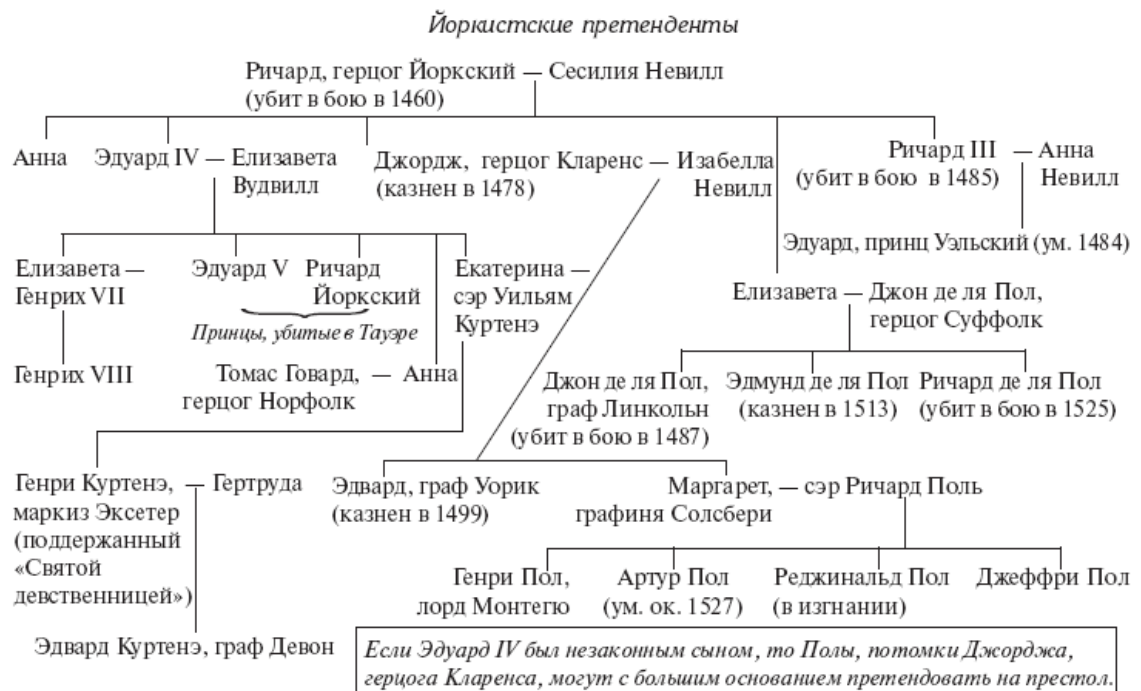 Йоркистские претенденты
Ричард, герцог Йоркский — Сесилия Невилл
(убит в бою в 1460)
Анна
Эдуард IV — Елизавета
Вудвилл
Джордж, герцог Кларенс — Изабелла
(казнен в 1478)
Невилл
Ричард III — Анна
(убит в бою в 1485)
Невилл
Эдуард, принц Уэльский (ум. 1484)
Елизавета —
Генрих VII
Эдуард V
Ричард
Йоркский
Принцы, убитые в Тауэре
Екатерина —
сэр Уильям
Куртенэ
Елизавета — Джон де ля Пол,
герцог Суффолк
Генрих VIII
Томас Говард, — Анна
герцог Норфолк
Джон де ля Пол,
граф Линкольн
(убит в бою в 1487)
Эдмунд де ля Пол
(казнен в 1513)
Ричард де ля Пол
(убит в бою в 1525)
Генри Куртенэ, — Гертруда
маркиз Эксетер
(поддержанный
«Святой
девственницей»)
Эдвард, граф Уорик
(казнен в 1499)
Маргарет, — сэр Ричард Поль
графиня Солсбери
Генри Пол,
лорд Монтегю
Артур Пол
(ум. ок. 1527)
Реджинальд Пол
(в изгнании)
Джеффри Пол
Эдвард Куртенэ, граф Девон
Если Эдуард IV был незаконным сыном, то Полы, потомки Джорджа,
герцога Кларенса, могут с большим основанием претендовать на престол.